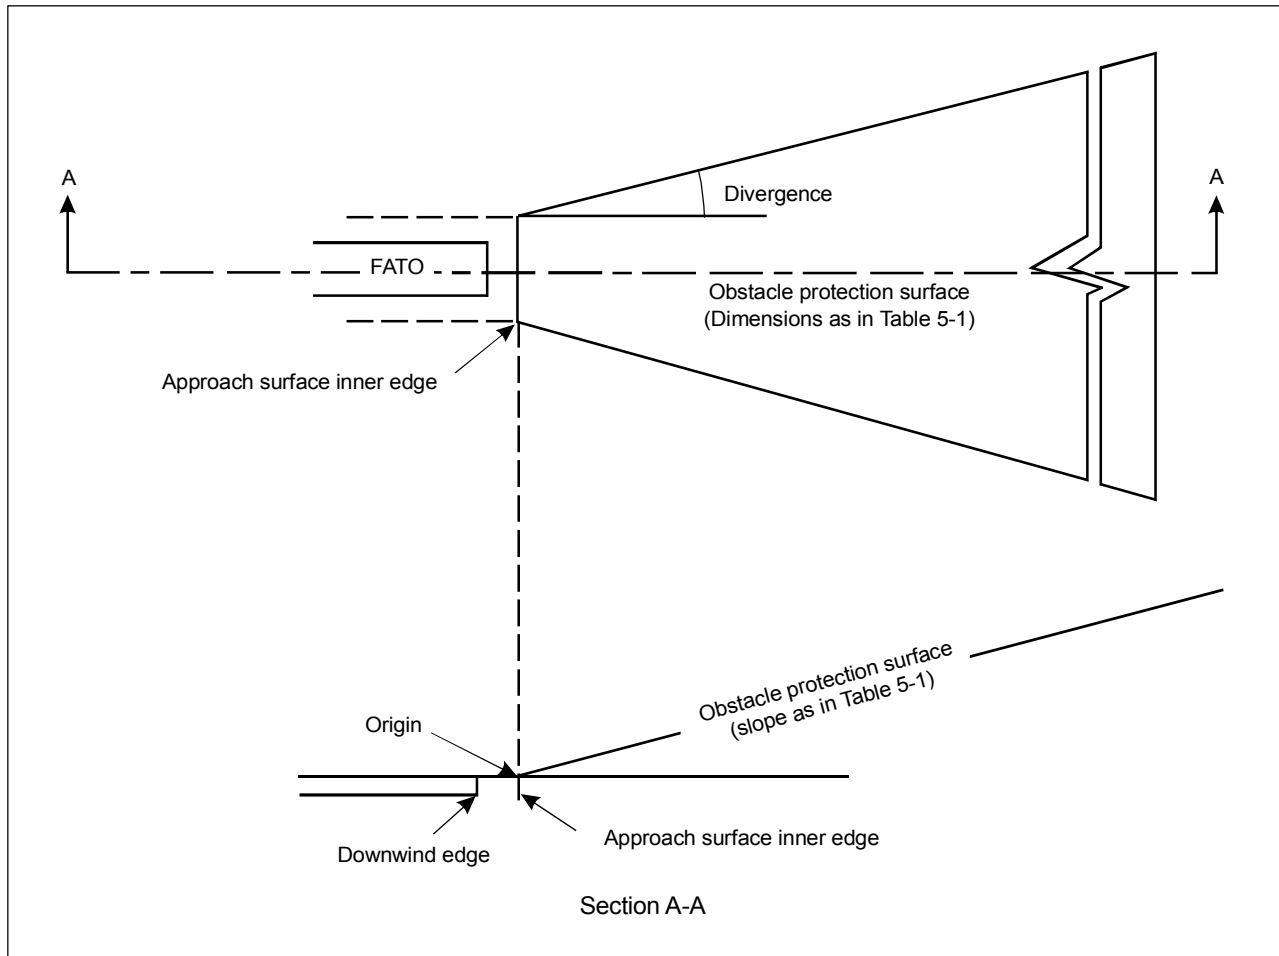 A
A
Divergence
FATO
Obstacle protection surface
(Dimensions as in Table 5-1)
Approach surface inner edge
Obstacle protection surface
(slope as in Table 5-1)
Origin
Approach surface inner edge
Downwind edge
Section A-A